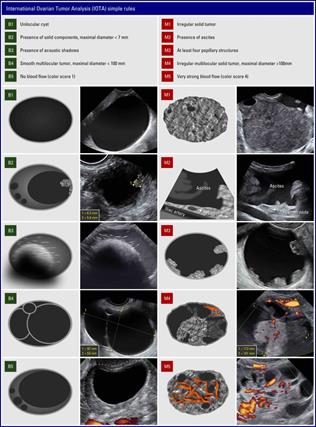 International Ovarian Tumor Analysis (IOTA) simple rules
B1 Unilocular cyst
M1 Irregular solid tumor
B2 Presence of solid components, maximal diameter < 7 mm
M2 Presence of ascites
B3 Presence of acoustic shadows
M3 At least four papillary structures
B4 Smooth multilocular tumor, maximal diameter < 100 mm
M4 Irregular multilocular solid tumor, maximal diameter >100mm
B5 No blood flow (color score 1)
M5 Very strong blood flow (color score 4)
B1
M1
B2
M2
Ascites
Ascites
B3
M3
B4
M4
B5
M5